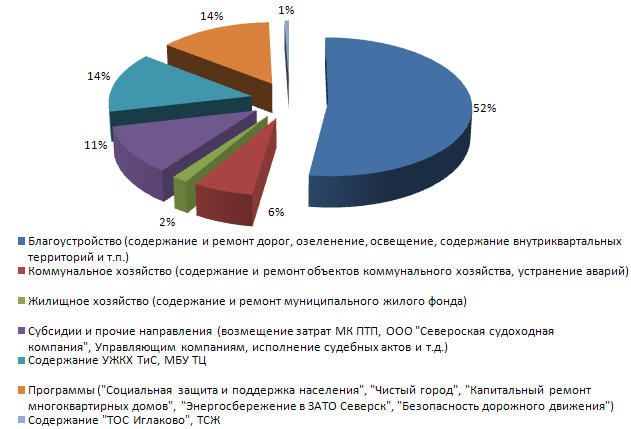 1%
14%
14%
52%
11%
2%
6%
Благоустройство (содержание и ремонт дорог, озеленение, освещение, содержание внутриквартальных
территорий и т.п.)
Коммунальное хозяйство (содержание и ремонт объектов коммунального хозяйства, устранение аварий)
Жилищное хозяйство (содержание и ремонт муниципального жилого фонда)
Субсидии и прочие направления (возмещение затрат МК ПТП, ООО "Североская судоходная
компания", Управляющим компаниям, исполнение судебных актов и т.д.)
Содержание УЖКХ ТиС, МБУ ТЦ
Программы ("Социальная защита и поддержка населения", "Чистый город", "Капитальный ремонт
многоквартирных домов", "Энергосбережение в ЗАТО Северск", "Безопасность дорожного движения")
Содержание "ТОС Иглаково", ТСЖ